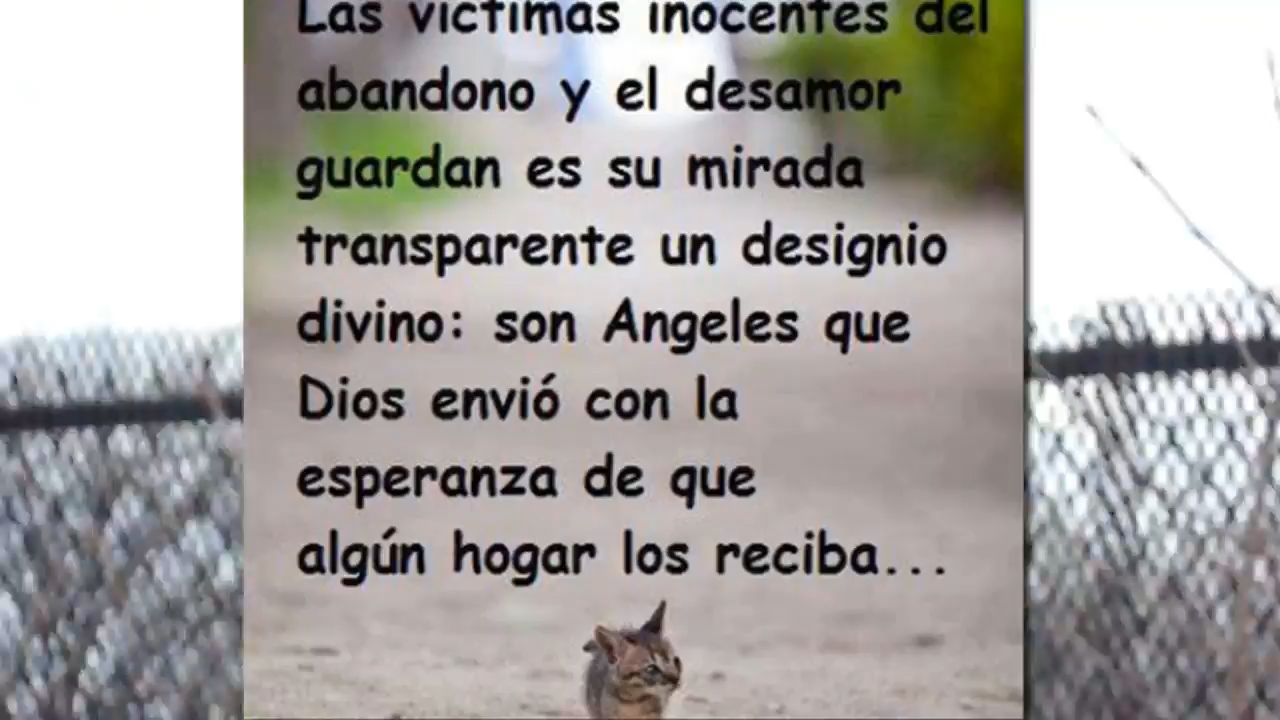 Las víctimas inocentes del
abandono y el desamor
guardan es su mirada
transparente un designio
divino: son Angeles que
Dios envió con la
esperanza de que
algún hogar los reciba...